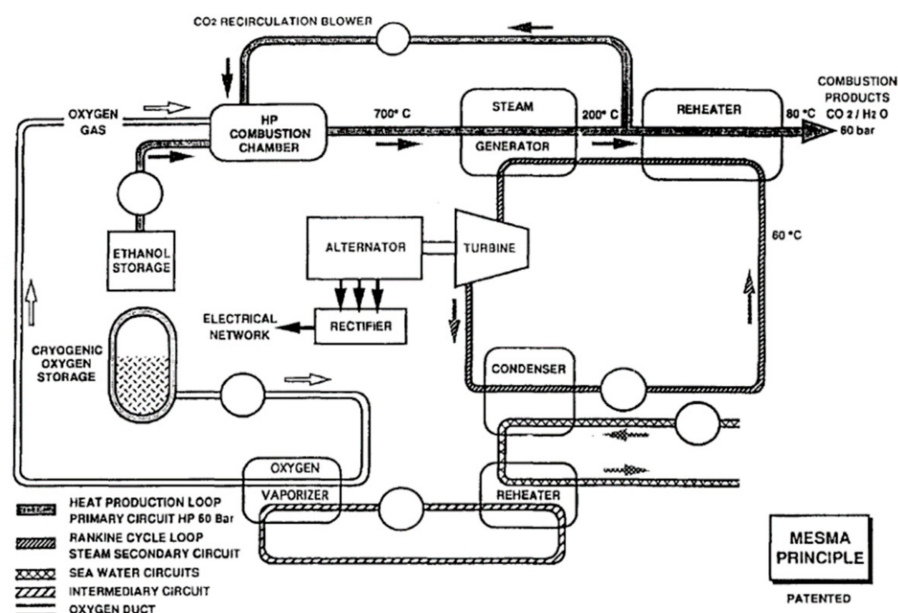 CO2 RECIRCULATION BLOWER
OXYGEN
GAS
HP
COMBUSTION
CHAMBER
700° C
STEAM
GENERATOR
200° C
REHEATER
80 °C
COMBUSTION
PRODUCTS
CO 2 / H2 O
60 bar
ETHANOL
STORAGE
ALTERNATOR
TURBINE
60 °C
ELECTRICAL
NETWORK
RECTIFIER
CRYOGENIC
OXYGEN
STORAGE
CONDENSER
OXYGEN
VAPORIZER
REHEATER
HEAT PRODUCTION LOOP
PRIMARY CIRCUIT HP 60 Bar
RANKINE CYCLE LOOP
STEAM SECONDARY CIRCUIT
SEA WATER CIRCUITS
INTERMEDIARY CIRCUIT
OXYGEN DUCT
MESMA
PRINCIPLE
PATENTED